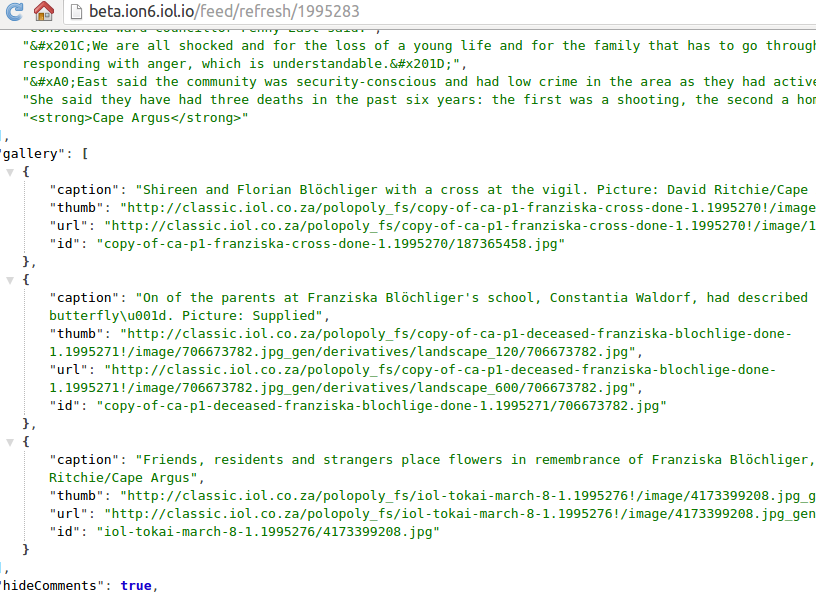 beta.ion6.iol.io/feed/refresh/1995283
"Constantia ward councillor Penny East said:",
"&#x201C;We are all shocked and for the loss of a young life and for the family that has to go through
responding with anger, which is understandable.&#x201D;",
"&#xA0;East said the community was security-conscious and had low crime in the area as they had active
"She said they have had three deaths in the past six years: the first was a shooting, the second a hom
"<strong>Cape Argus</strong>"
],
"gallery": [
{
"caption": "Shireen and Florian Blöchliger with a cross at the vigil. Picture: David Ritchie/Cape
"thumb": "http://classic.iol.co.za/polopoly_fs/copy-of-ca-p1-franziska-cross-done-1.1995270!/image
"url": "http://classic.iol.co.za/polopoly_fs/copy-of-ca-p1-franziska-cross-done-1.1995270!/image/1
"id": "copy-of-ca-p1-franziska-cross-done-1.1995270/187365458.jpg"
},
{
"caption": "On of the parents at Franziska Blöchliger's school, Constantia Waldorf, had described
butterfly\u001d. Picture: Supplied",
"thumb": "http://classic.iol.co.za/polopoly_fs/copy-of-ca-p1-deceased-franziska-blochlige-done-
1.1995271!/image/706673782.jpg_gen/derivatives/landscape_120/706673782.jpg",
"url": "http://classic.iol.co.za/polopoly_fs/copy-of-ca-p1-deceased-franziska-blochlige-done-
1.1995271!/image/706673782.jpg_gen/derivatives/landscape_600/706673782.jpg",
"id": "copy-of-ca-p1-deceased-franziska-blochlige-done-1.1995271/706673782.jpg"
},
{
"caption": "Friends, residents and strangers place flowers in remembrance of Franziska Blöchliger,
Ritchie/Cape Argus",
"thumb": "http://classic.iol.co.za/polopoly_fs/iol-tokai-march-8-1.1995276!/image/4173399208.jpg_g
"url": "http://classic.iol.co.za/polopoly_fs/iol-tokai-march-8-1.1995276!/image/4173399208.jpg_gen
"id": "iol-tokai-march-8-1.1995276/4173399208.jpg"
}
],
"hideComments": true,